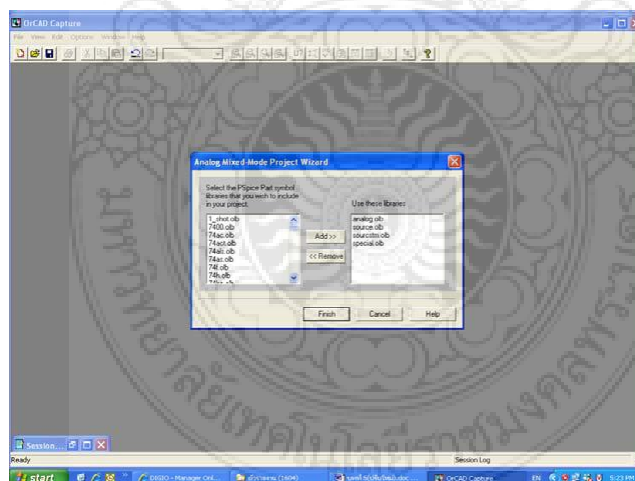 OrCAD Capture
File View Edit Options Window Help
Analog Mixed-Mode Project Wizard
Select the PSpice Part symbol
libraries that you wish to include
in your project.
Use these libraries
1_shot.olb
7400.olb
74ac.olb
74act.olb
74als.olb
74as.olb
74f.olb
74h.olb
analog.olb
source.olb
sourcstm.olb
special.olb
Add >>
<< Remove
Finish
Cancel
Help
Session...
Ready
Session Log
start
OrCAD Capture
EN
5:23 PM